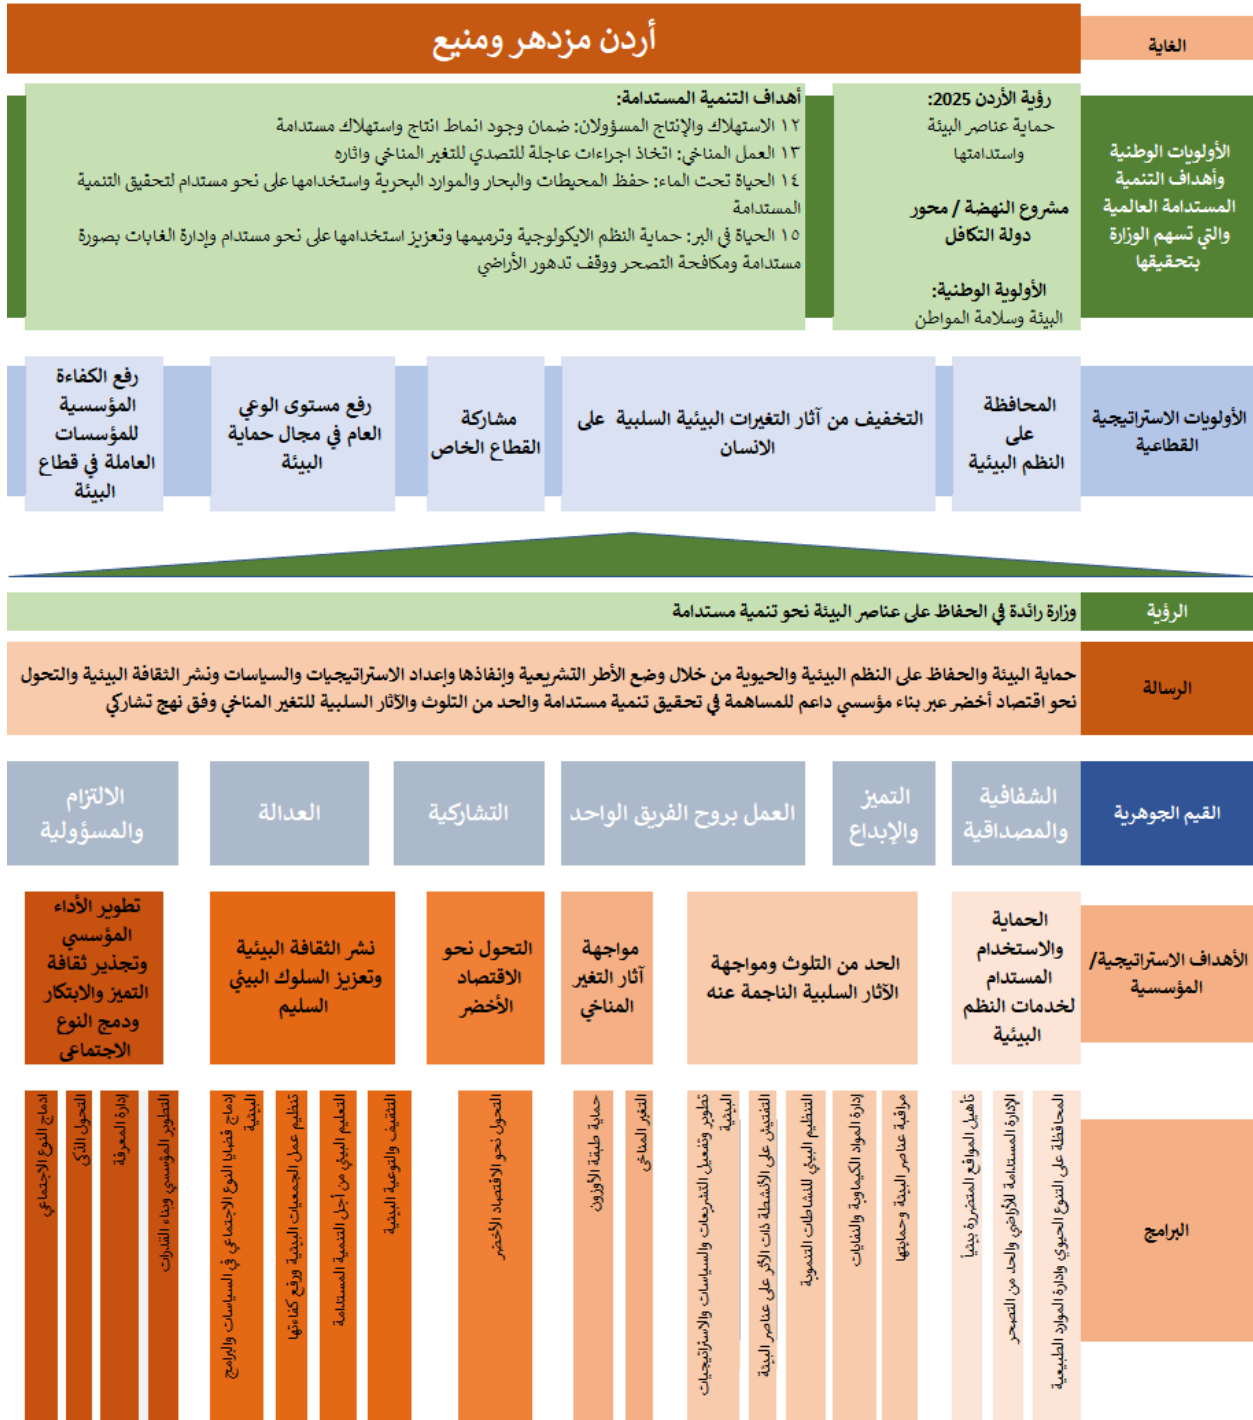 الغاية
أردن مزدهر ومنيع
الأولويات الوطنية
وأهداف التنمية
المستدامة العالمية
والتي تسهم الوزارة
بتحقيقها
رؤية الأردن 2025:
حماية عناصر البيئة
واستدامتها
مشروع النهضة / محور
دولة التكافل
الأولوية الوطنية:
البيئة وسلامة المواطن
أهداف التنمية المستدامة:
١٢ الاستهلاك والإنتاج المسؤولان: ضمان وجود انماط انتاج واستهلاك مستدامة
١٣ العمل المناخي: اتخاذ اجراءات عاجلة للتصدي للتغير المناخي واثاره
١٤ الحياة تحت الماء: حفظ المحيطات والبحار والموارد البحرية واستخدامها على نحو مستدام لتحقيق التنمية
المستدامة
١٥ الحياة في البر: حماية النظم الايكولوجية وترميمها وتعزيز استخدامها على نحو مستدام وإدارة الغابات بصورة
مستدامة ومكافحة التصحر ووقف تدهور الأراضي
الأولويات الاستراتيجية
القطاعية
المحافظة
على
النظم البيئية
التخفيف من آثار التغيرات البيئية السلبية على
الانسان
مشاركة
القطاع الخاص
رفع مستوى الوعي
العام في مجال حماية
البيئة
رفع الكفاءة
المؤسسية
للمؤسسات
العاملة في قطاع
البيئة
الرؤية
وزارة رائدة في الحفاظ على عناصر البيئة نحو تنمية مستدامة
الرسالة
حماية البيئة والحفاظ على النظم البيئية والحيوية من خلال وضع الأطر التشريعية وإنفاذها وإعداد الاستراتيجيات والسياسات ونشر الثقافة البيئية والتحول
نحو اقتصاد أخضر عبر بناء مؤسسي داعم للمساهمة في تحقيق تنمية مستدامة والحد من التلوث والآثار السلبية للتغير المناخي وفق نهج تشاركي
القيم الجوهرية
الشفافية
والمصداقية
التميز
والإبداع
العمل بروح الفريق الواحد
التشاركية
العدالة
الالتزام
والمسؤولية
الأهداف الاستراتيجية/
المؤسسية
الحماية
والاستخدام
المستدام
لخدمات النظم
البيئية
الحد من التلوث ومواجهة
الآثار السلبية الناجمة عنه
مواجهة
آثار التغير
المناخي
التحول نحو
الاقتصاد
الأخضر
نشر الثقافة البيئية
وتعزيز السلوك البيئي
السليم
تطوير الأداء
المؤسسي
وتجذير ثقافة
التميز والابتكار
ودمج النوع
الاجتماعي
البرامج
المحافظة على التنوع الحيوي وادارة الموارد الطبيعية
الإدارة المستدامة للأراضي والحد من التصحر
تأهيل المواقع المتضررة بيئياً
مراقبة عناصر البيئة وحمايتها
إدارة المواد الكيماوية والنفايات
التنظيم البيئي للنشاطات التنموية
التفتيش على الأنشطة ذات الأثر على عناصر البيئة
تطوير وتفعيل التشريعات والسياسات والاستراتيجيات
البيئية
التغير المناخي
حماية طبقة الأوزون
التحول نحو الاقتصاد الأخضر
التثقيف والتوعية البيئية
التعليم البيئي من أجل التنمية المستدامة
تنظيم عمل الجمعيات البيئية ورفع كفاءتها
إدماج قضايا النوع الاجتماعي في السياسات والبرامج
البيئية
التطوير المؤسسي وبناء القدرات
إدارة المعرفة
التحول الذكي
ادماج النوع الاجتماعي